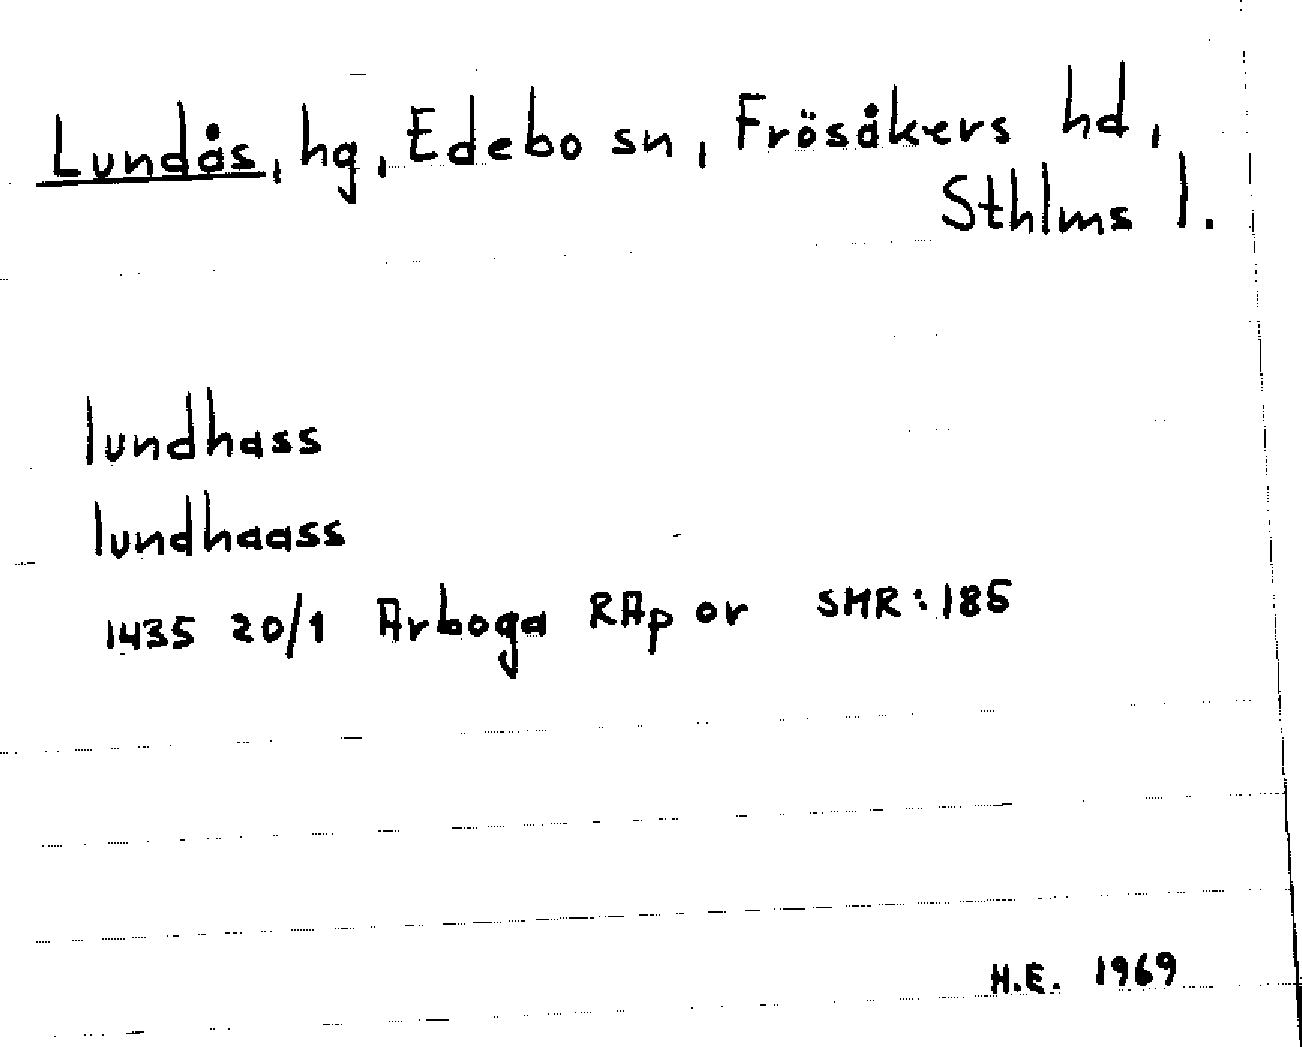 Lundås, hg, Edebo sn, Frösåkers hd,
Sthlms l.
lundhass
lundhaass
1435 20/1 Arboga RAp or SMR:185
H.E. 1969